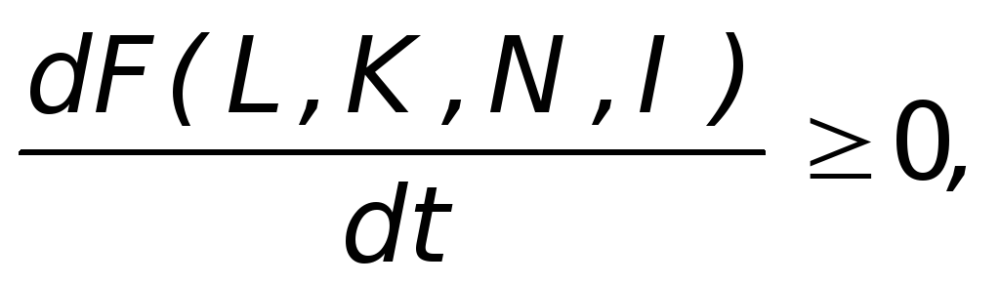 dF(L,K,N,I)
≥0,
dt